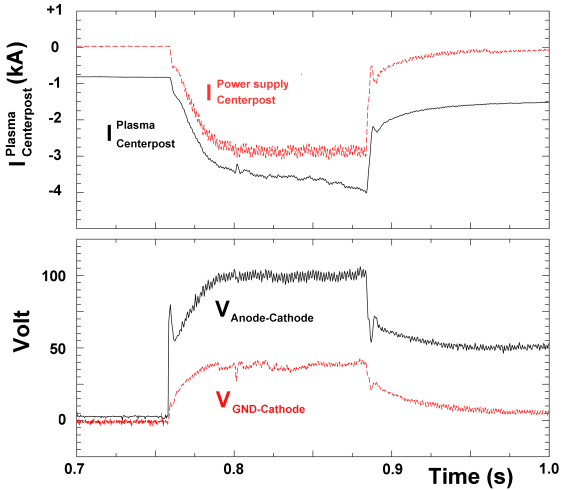 +1
0
-1
-2
-3
-4
I Plasma Centerpost (kA)
I Power supply Centerpost
I Plasma Centerpost
100
50
0
Volt
V Anode-Cathode
V GND-Cathode
0.7 0.8 0.9 1.0
Time (s)